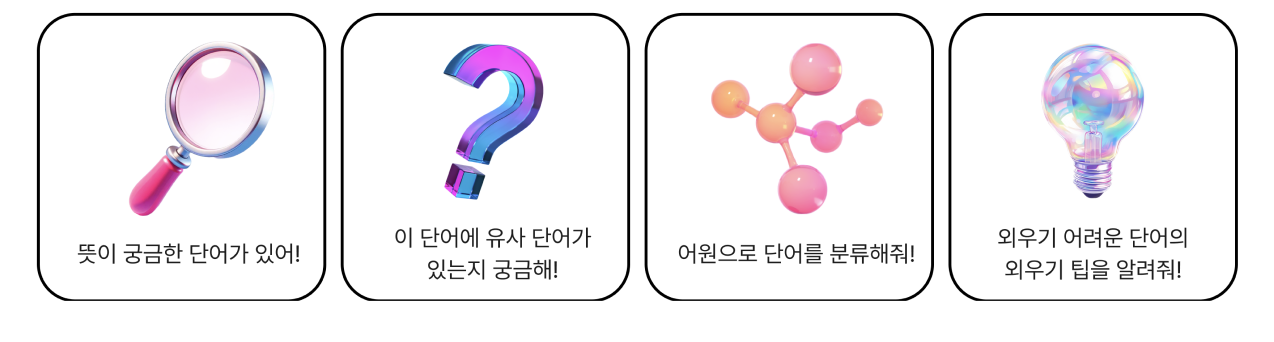 뜻이 궁금한 단어가 있어!
이 단어에 유사 단어가
있는지 궁금해!
어원으로 단어를 분류해줘!
외우기 어려운 단어의
외우기 팁을 알려줘!